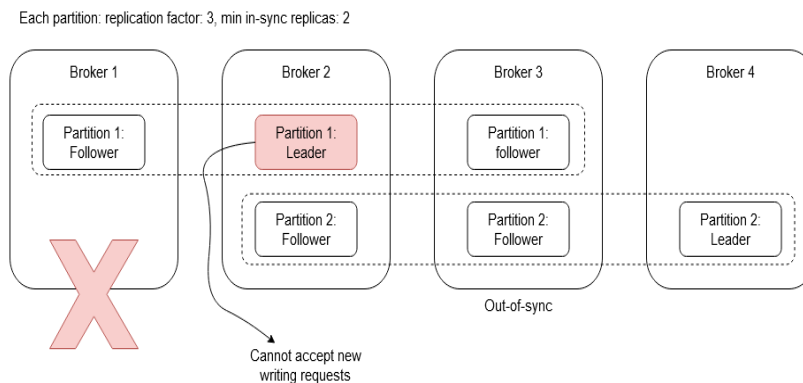 Each partition: replication factor: 3, min in-sync replicas: 2
Broker 1
Broker 2
Broker 3
Broker 4
Partition 1:
Follower
Partition 1:
Leader
Partition 1:
follower
Partition 2:
Follower
Partition 2:
Follower
Partition 2:
Leader
Out-of-sync
Cannot accept new
writing requests